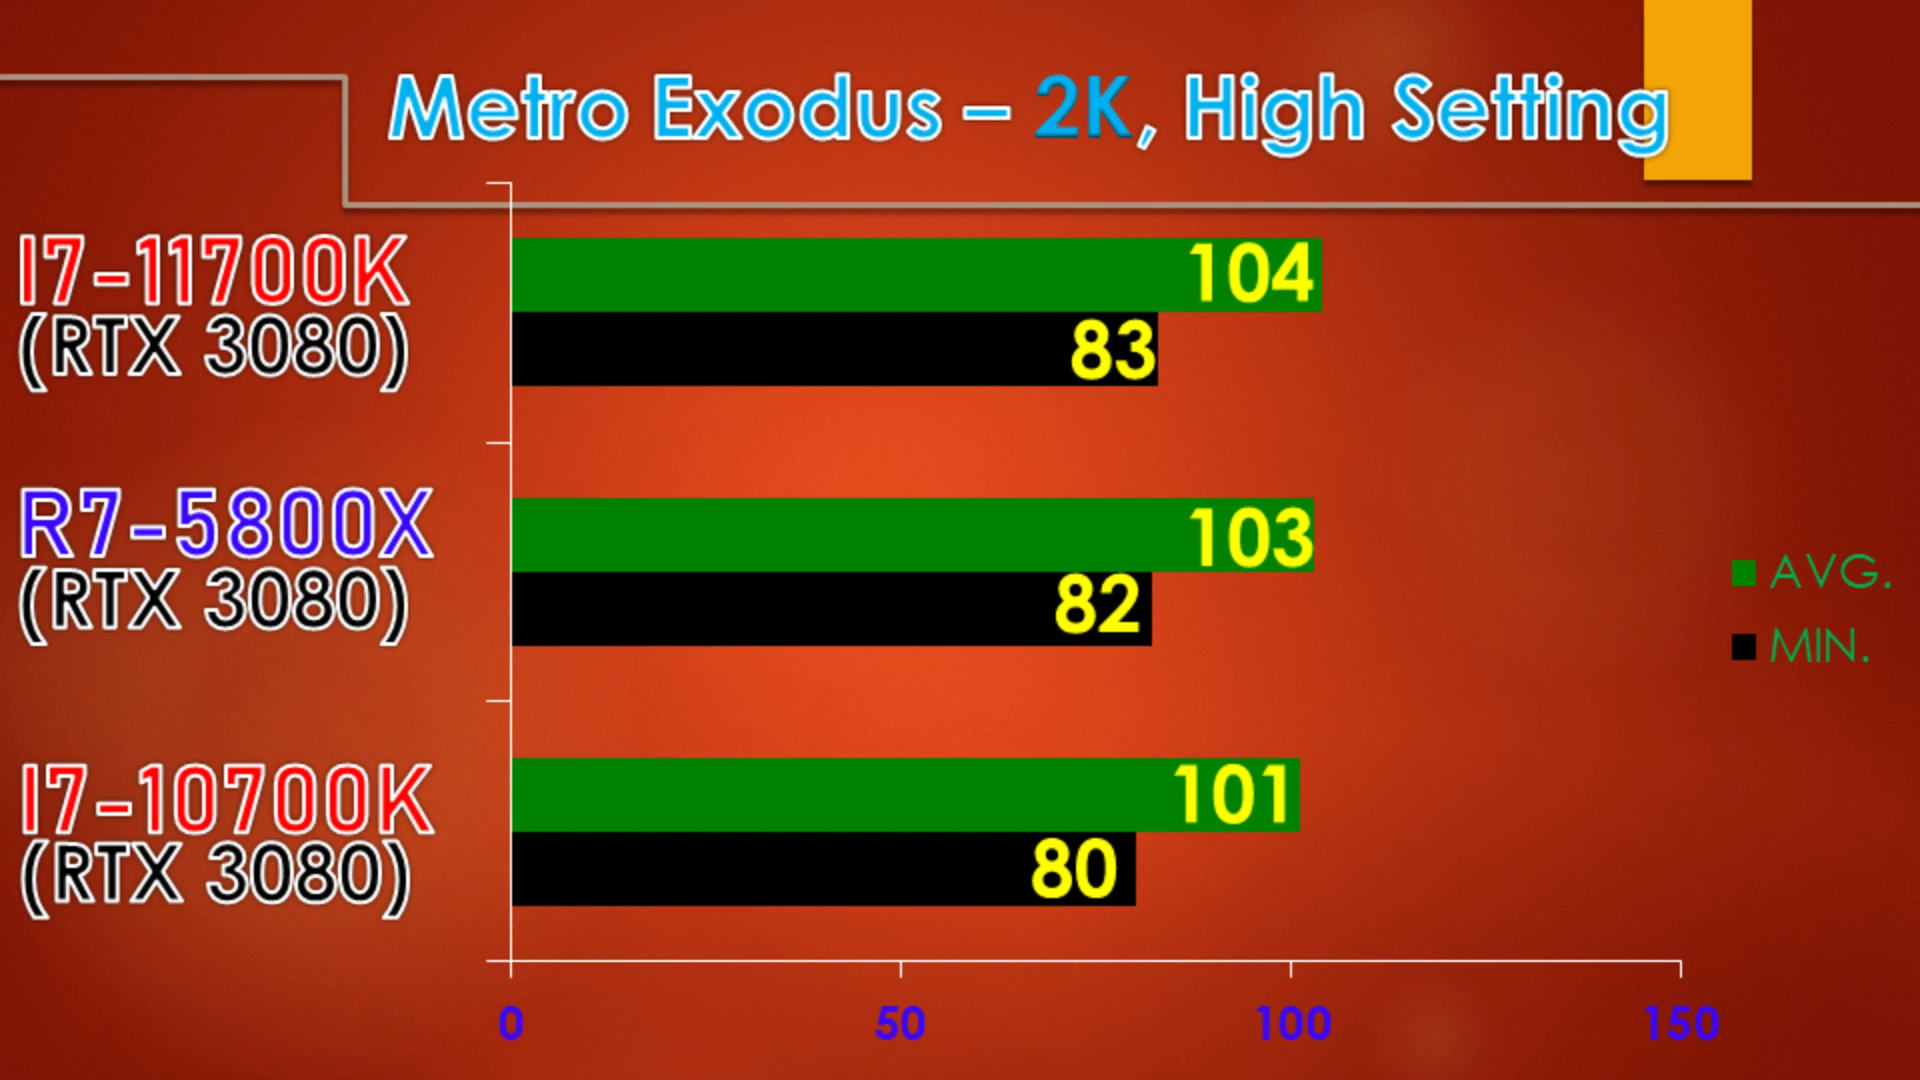 Metro Exodus – 2K, High Setting
I7-11700K
(RTX 3080)
104
83
R7-5800X
(RTX 3080)
103
82
AVG.
MIN.
I7-10700K
(RTX 3080)
101
80
0 50 100 150